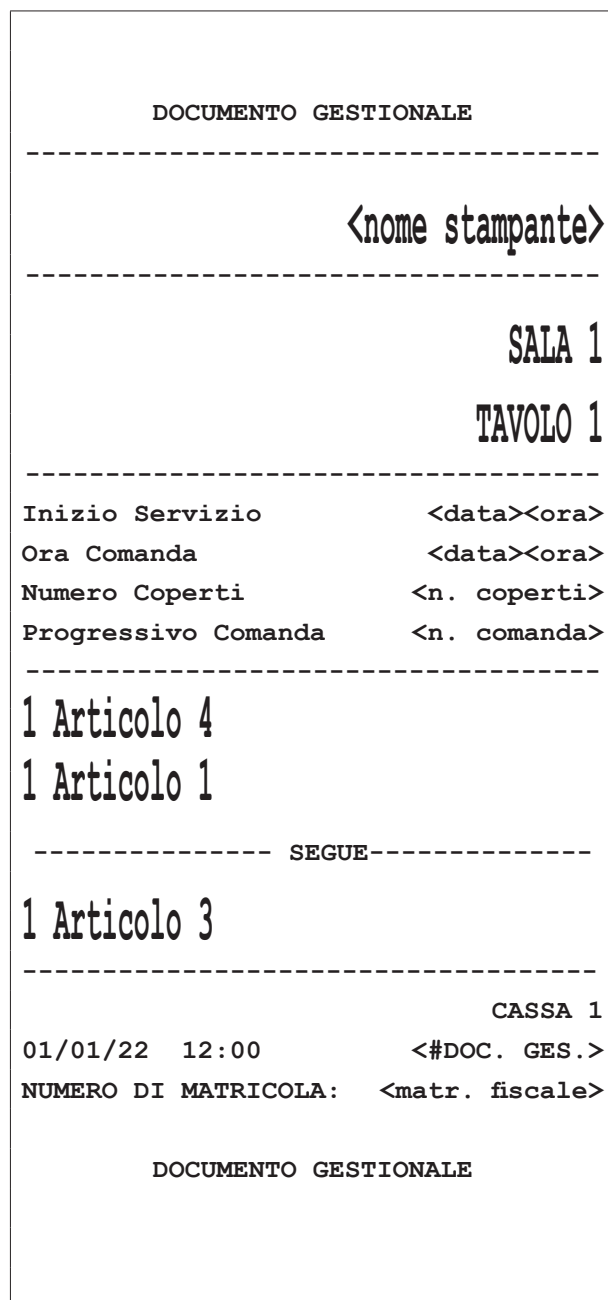 DOCUMENTO GESTIONALE
------------------------------------
<nome stampante>
------------------------------------
SALA 1
TAVOLO 1
------------------------------------
Inizio Servizio <data><ora>
Ora Comanda <data><ora>
Numero Coperti <n. coperti>
Progressivo Comanda <n. comanda>
------------------------------------
1 Articolo 4
1 Articolo 1
--------------- SEGUE--------------
1 Articolo 3
------------------------------------
CASSA 1
01/01/22 12:00 <#DOC. GES.>
NUMERO DI MATRICOLA: <matr. fiscale>
DOCUMENTO GESTIONALE